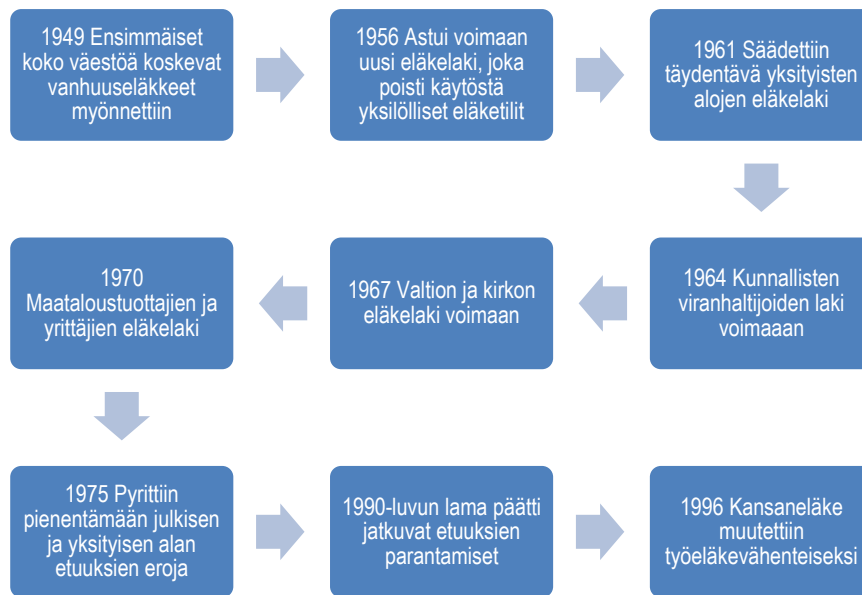 1949 Ensimmäiset
koko väestöä koskevat
vanhuuseläkkeet
myönnettiin
1956 Astui voimaan
uusi eläkelaki, joka
poisti käytöstä
yksilölliset eläketilit
1961 Säädettiin
täydentävä yksityisten
alojen eläkelaki
1964 Kunnallisten
viranhaltijoiden laki
voimaaan
1967 Valtion ja kirkon
eläkelaki voimaan
1970
Maataloustuottajien ja
yrittäjien eläkelaki
1975 Pyrittiin
pienentämään julkisen
ja yksityisen alan
etuuksien eroja
1990-luvun lama päätti
jatkuvat etuuksien
parantamiset
1996 Kansaneläke
muutettiin
työeläkevähenteiseksi